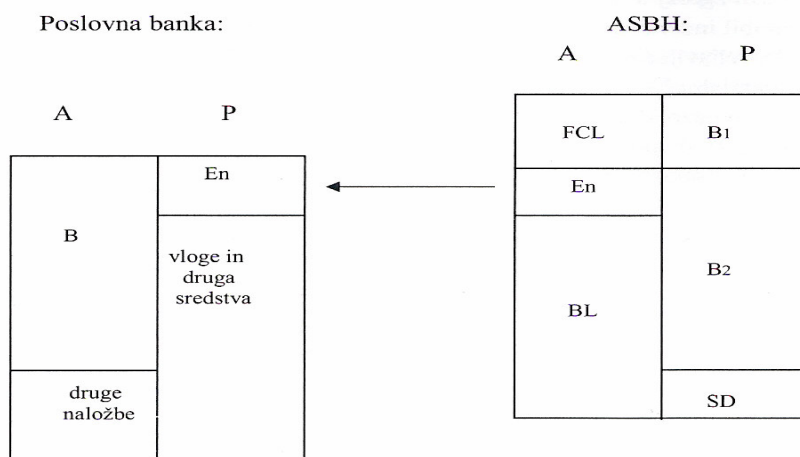 Poslovna banka:
A P
En
B
vloge in
druga
sredstva
druge
naložbe
ASBH:
A P
FCL B1
En
B2
BL
SD